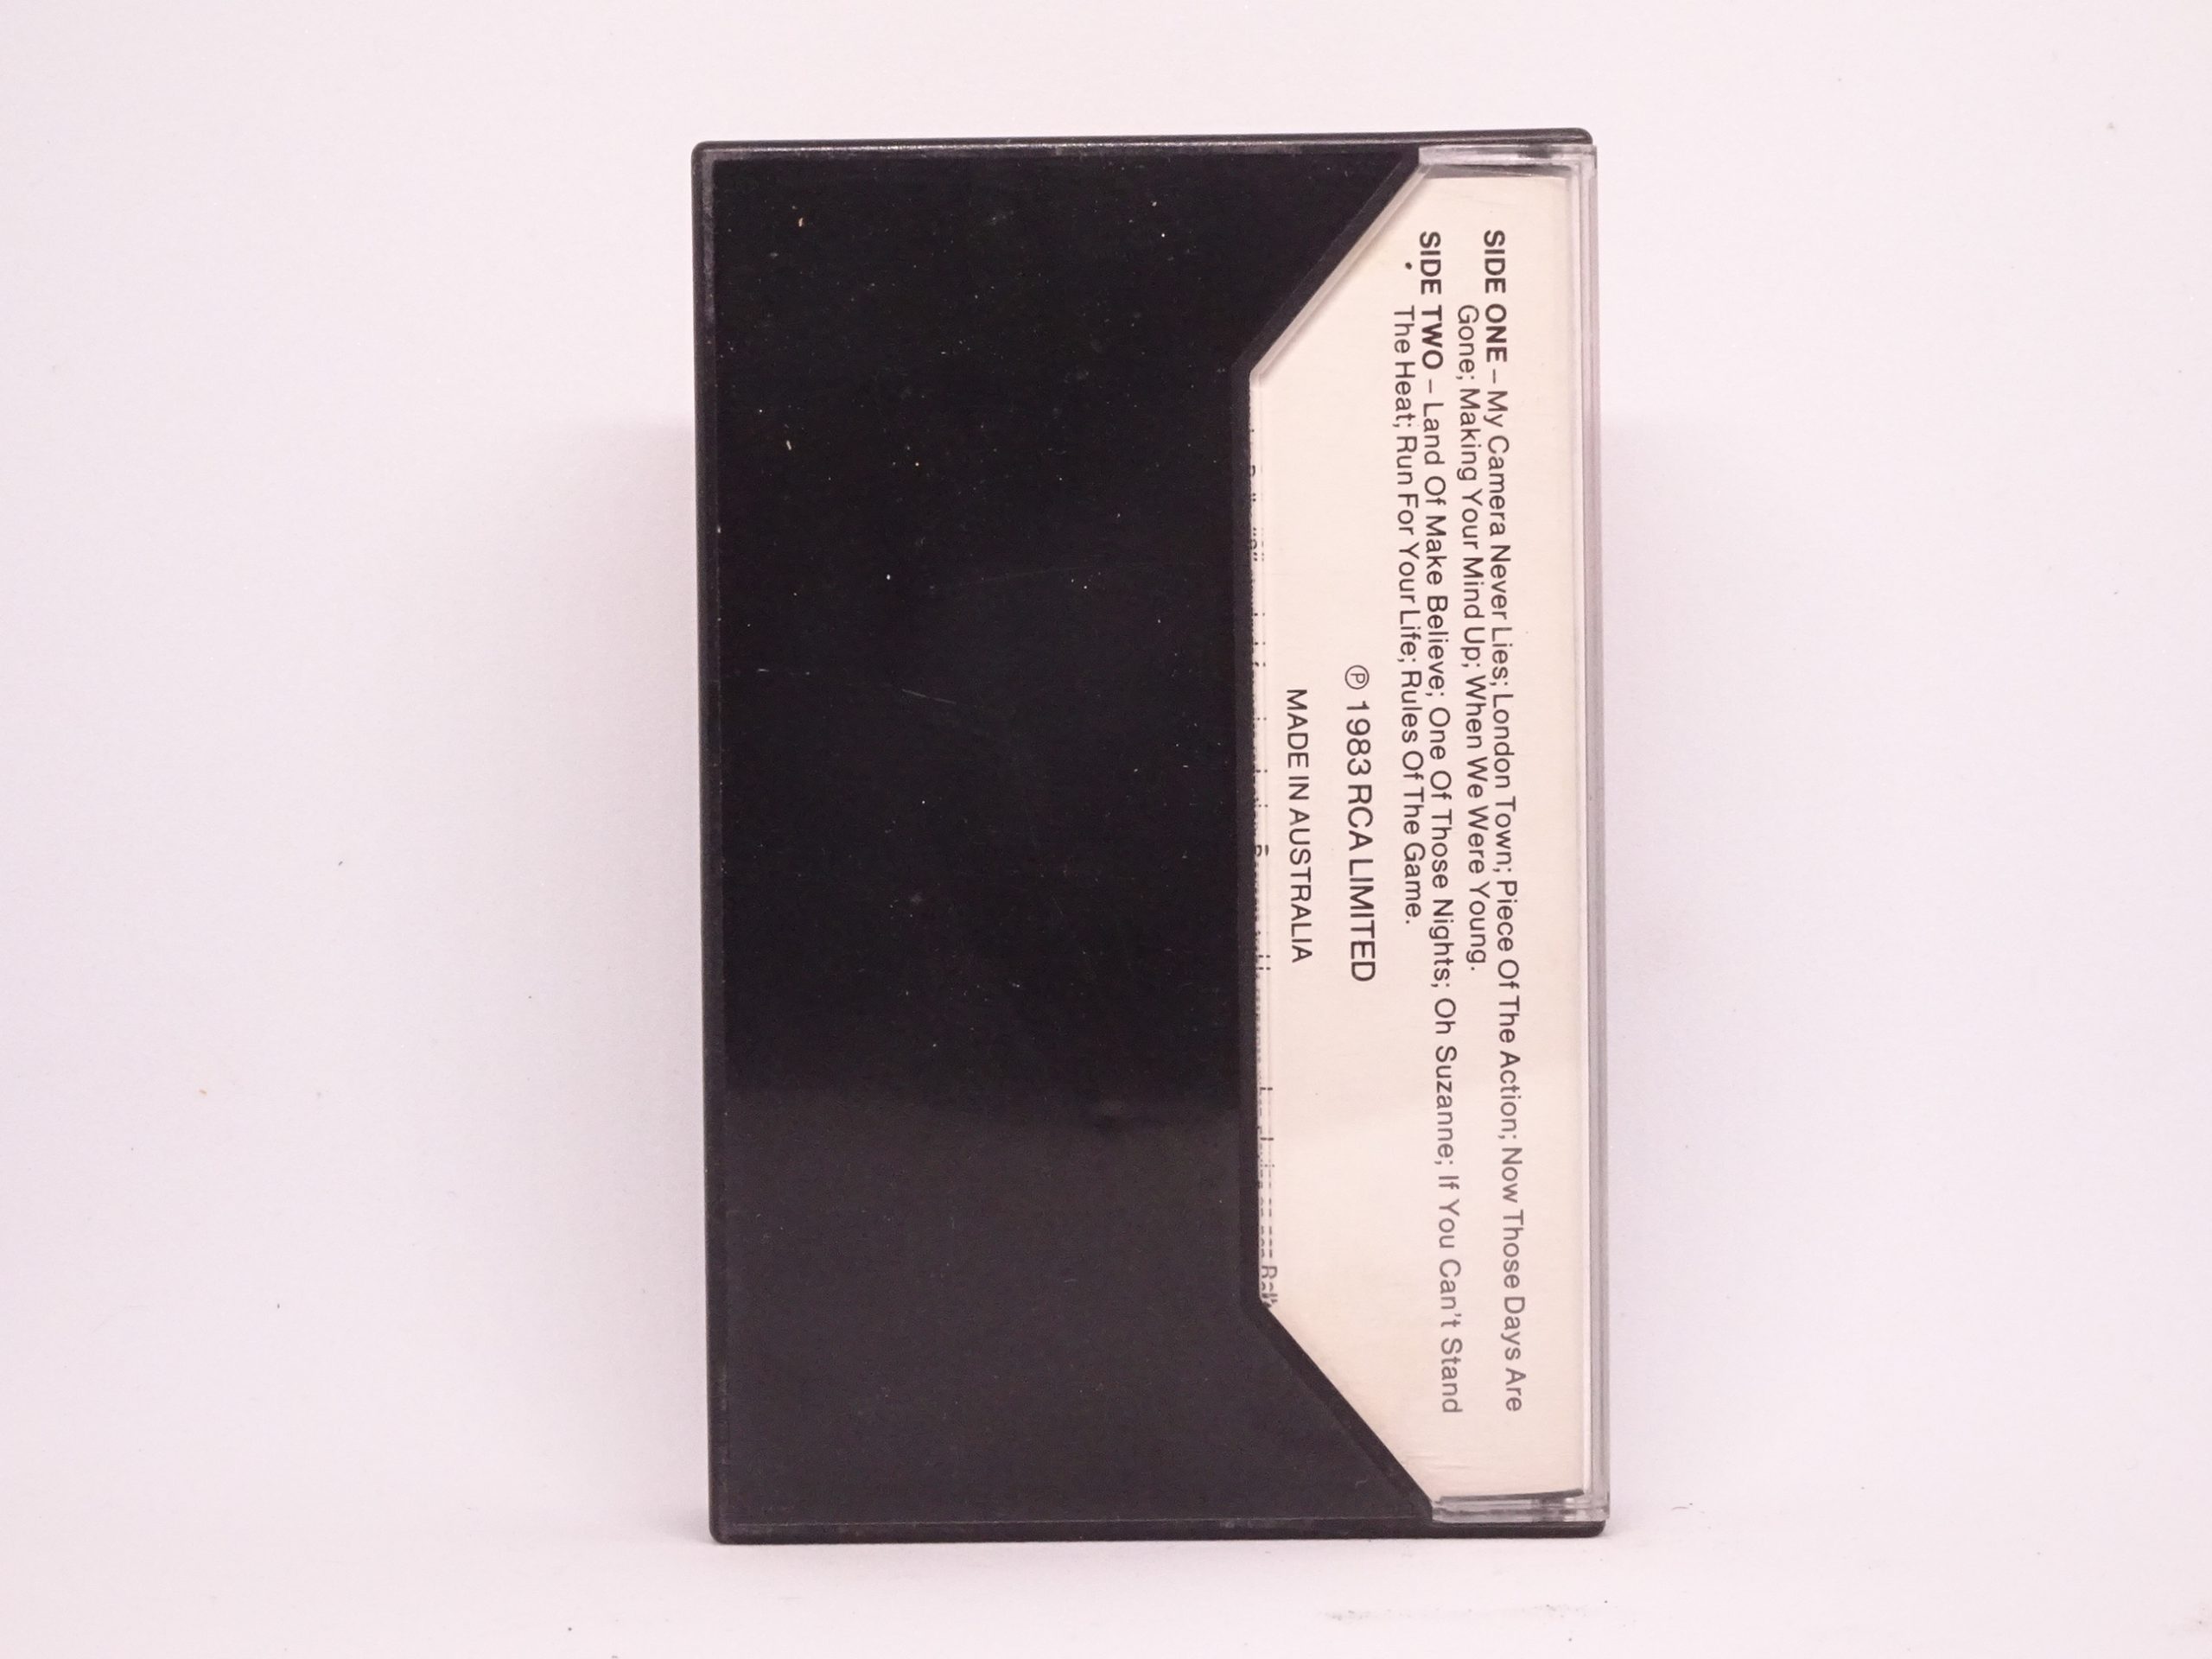 SIDE ONE – My Camera Never Lies; London Town; Piece Of The Action; Now Those Days Are
Gone; Making Your Mind Up; When We Were Young.
SIDE TWO – Land Of Make Believe; One Of Those Nights; Oh Suzanne; If You Can't Stand
The Heat; Run For Your Life; Rules Of The Game.
℗ 1983 RCA LIMITED
MADE IN AUSTRALIA